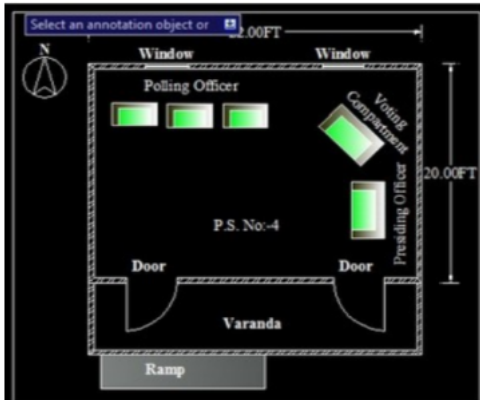 Select an annotation object or
22.00FT
N
Window Window
Polling Officer
Voting
Compartment
20.00FT
Presiding Officer
P.S. No:-4
Door Door
Varanda
Ramp